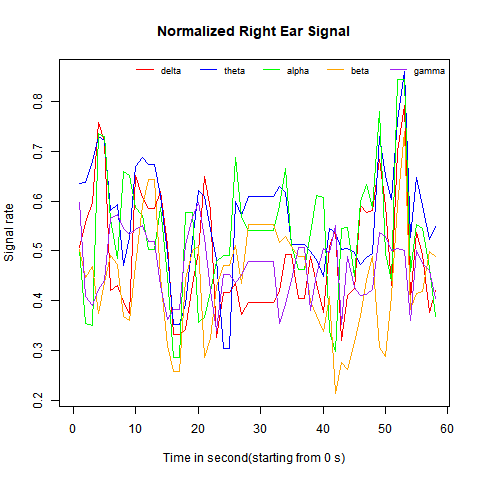 Normalized Right Ear Signal
delta theta alpha beta gamma
Signal rate
0.8
0.7
0.6
0.5
0.4
0.3
0.2
0 10 20 30 40 50 60
Time in second(starting from 0 s)